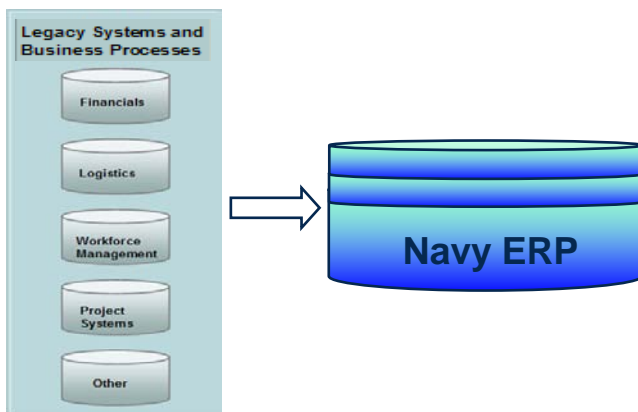 Legacy Systems and
Business Processes
Financials
Logistics
Workforce
Management
Project
Systems
Other
Navy ERP